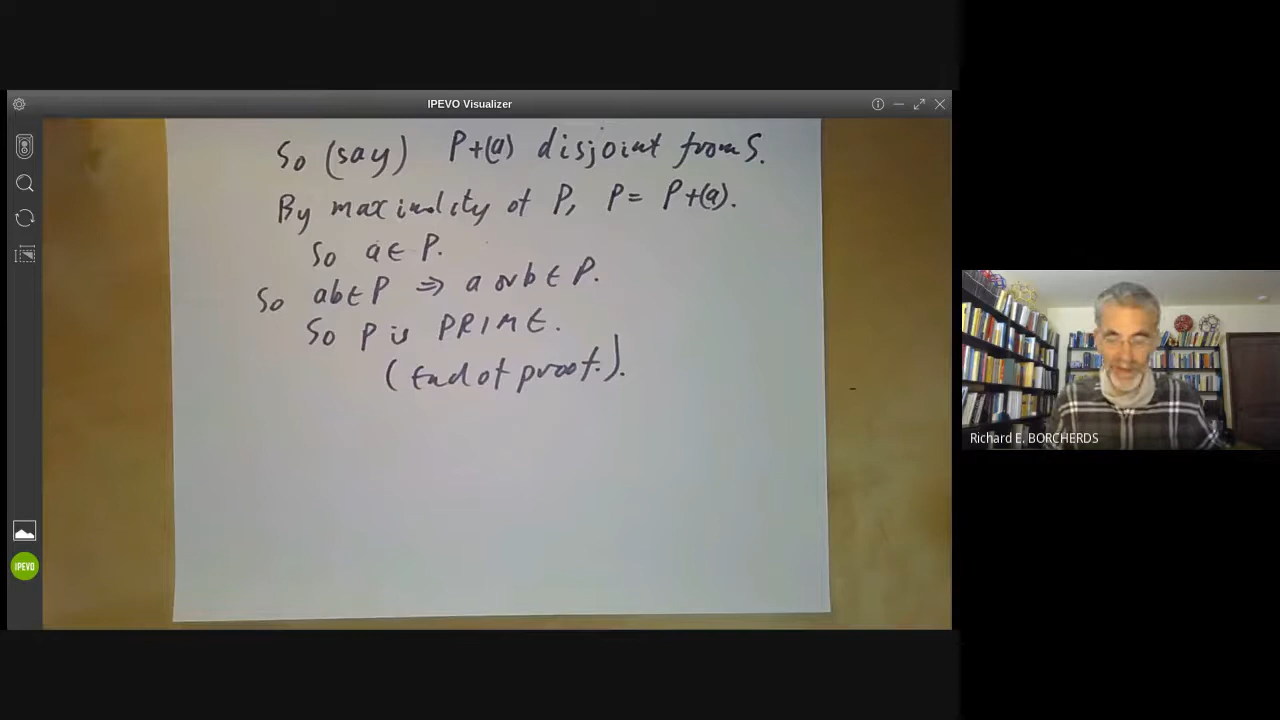 IPEVO Visualizer
So (say) P+(a) disjoint from S.
By maximality of P, P = P+(a).
So a ∈ P.
So ab ∈ P ⇒ a or b ∈ P.
So P is PRIME.
(End of proof.).
Richard E. BORCHERDS
IPEVO